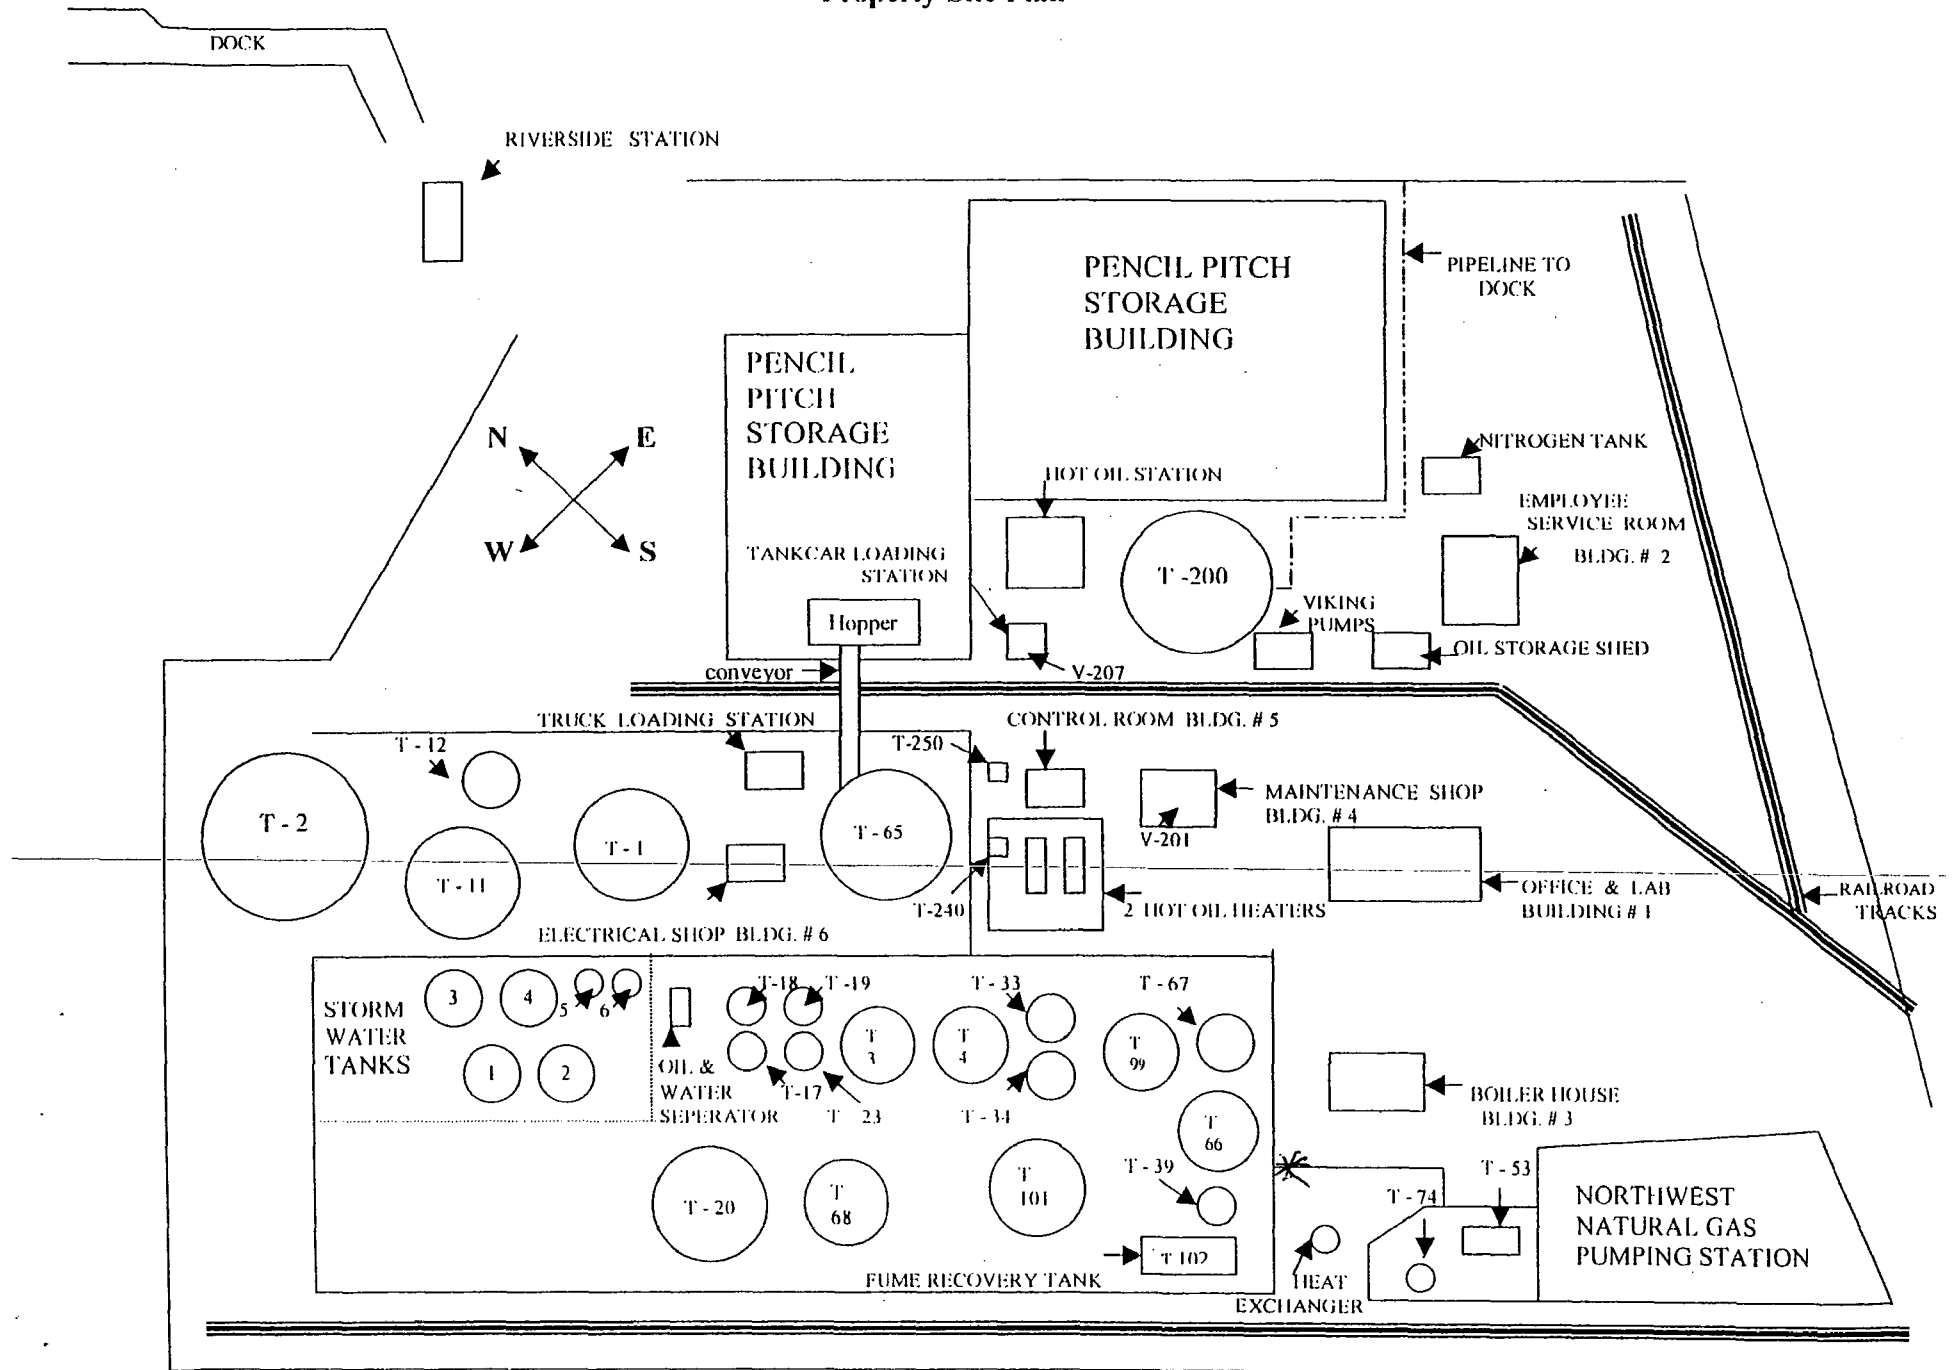 Property Site Plan
DOCK
RIVERSIDE STATION
PENCIL PITCH
STORAGE
BUILDING
PIPELINE TO
DOCK
PENCIL
PITCH
STORAGE
BUILDING
N
E
W
S
NITROGEN TANK
HOT OIL STATION
EMPLOYEE
SERVICE ROOM
BLDG. # 2
TANKCAR LOADING
STATION
T -200
VIKING
PUMPS
Hopper
OIL STORAGE SHED
conveyor
V-207
TRUCK LOADING STATION
CONTROL ROOM BLDG. # 5
T - 12
T-250
MAINTENANCE SHOP
BLDG. # 4
T - 2
T - 1
T - 65
V-201
T - 11
T-240
2 HOT OIL HEATERS
OFFICE & LAB
BUILDING # 1
RAILROAD
TRACKS
ELECTRICAL SHOP BLDG. # 6
STORM
WATER
TANKS
3
4
5
6
1
2
T-18
T -19
T - 33
T - 67
T
3
T
4
T
99
OIL &
WATER
SEPERATOR
T-17
T 23
T - 34
BOILER HOUSE
BLDG. # 3
T
66
T - 39
T - 53
T - 20
T
68
T
101
T - 74
NORTHWEST
NATURAL GAS
PUMPING STATION
T 102
FUME RECOVERY TANK
HEAT
EXCHANGER